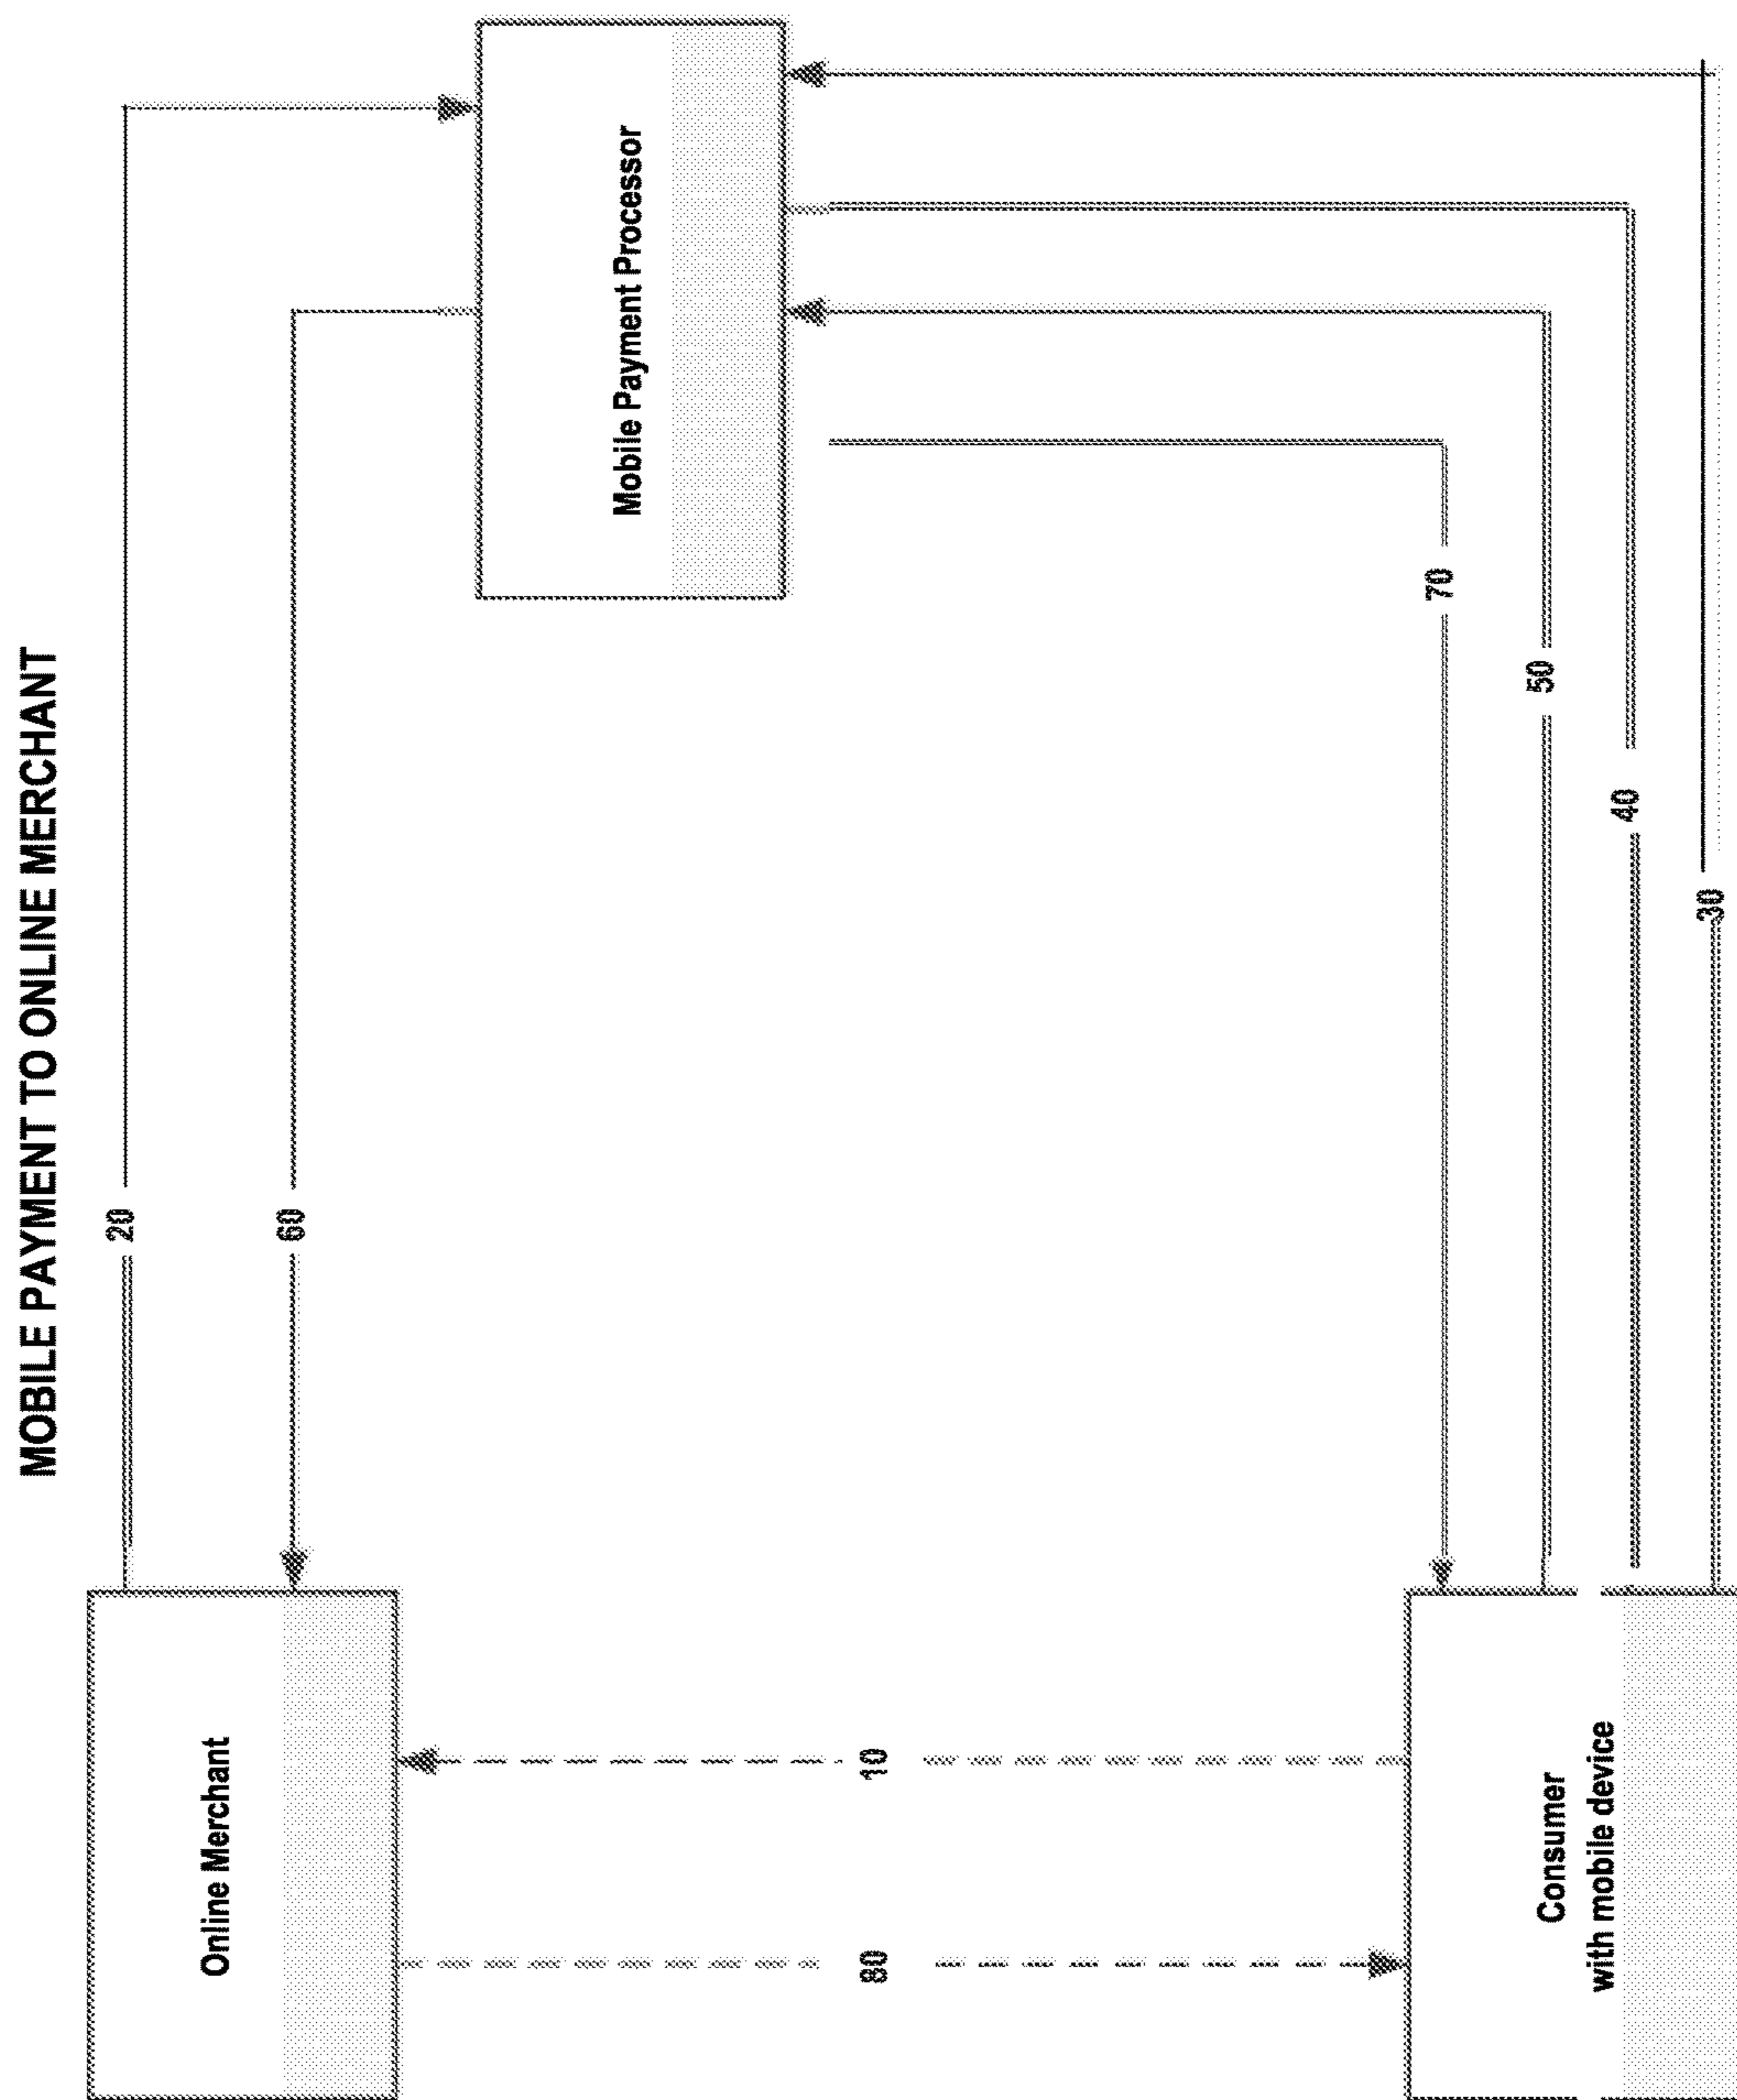 MOBILE PAYMENT TO ONLINE MERCHANT
Online Merchant
20
60
Mobile Payment Processor
80
10
70
50
40
30
Consumer
with mobile device